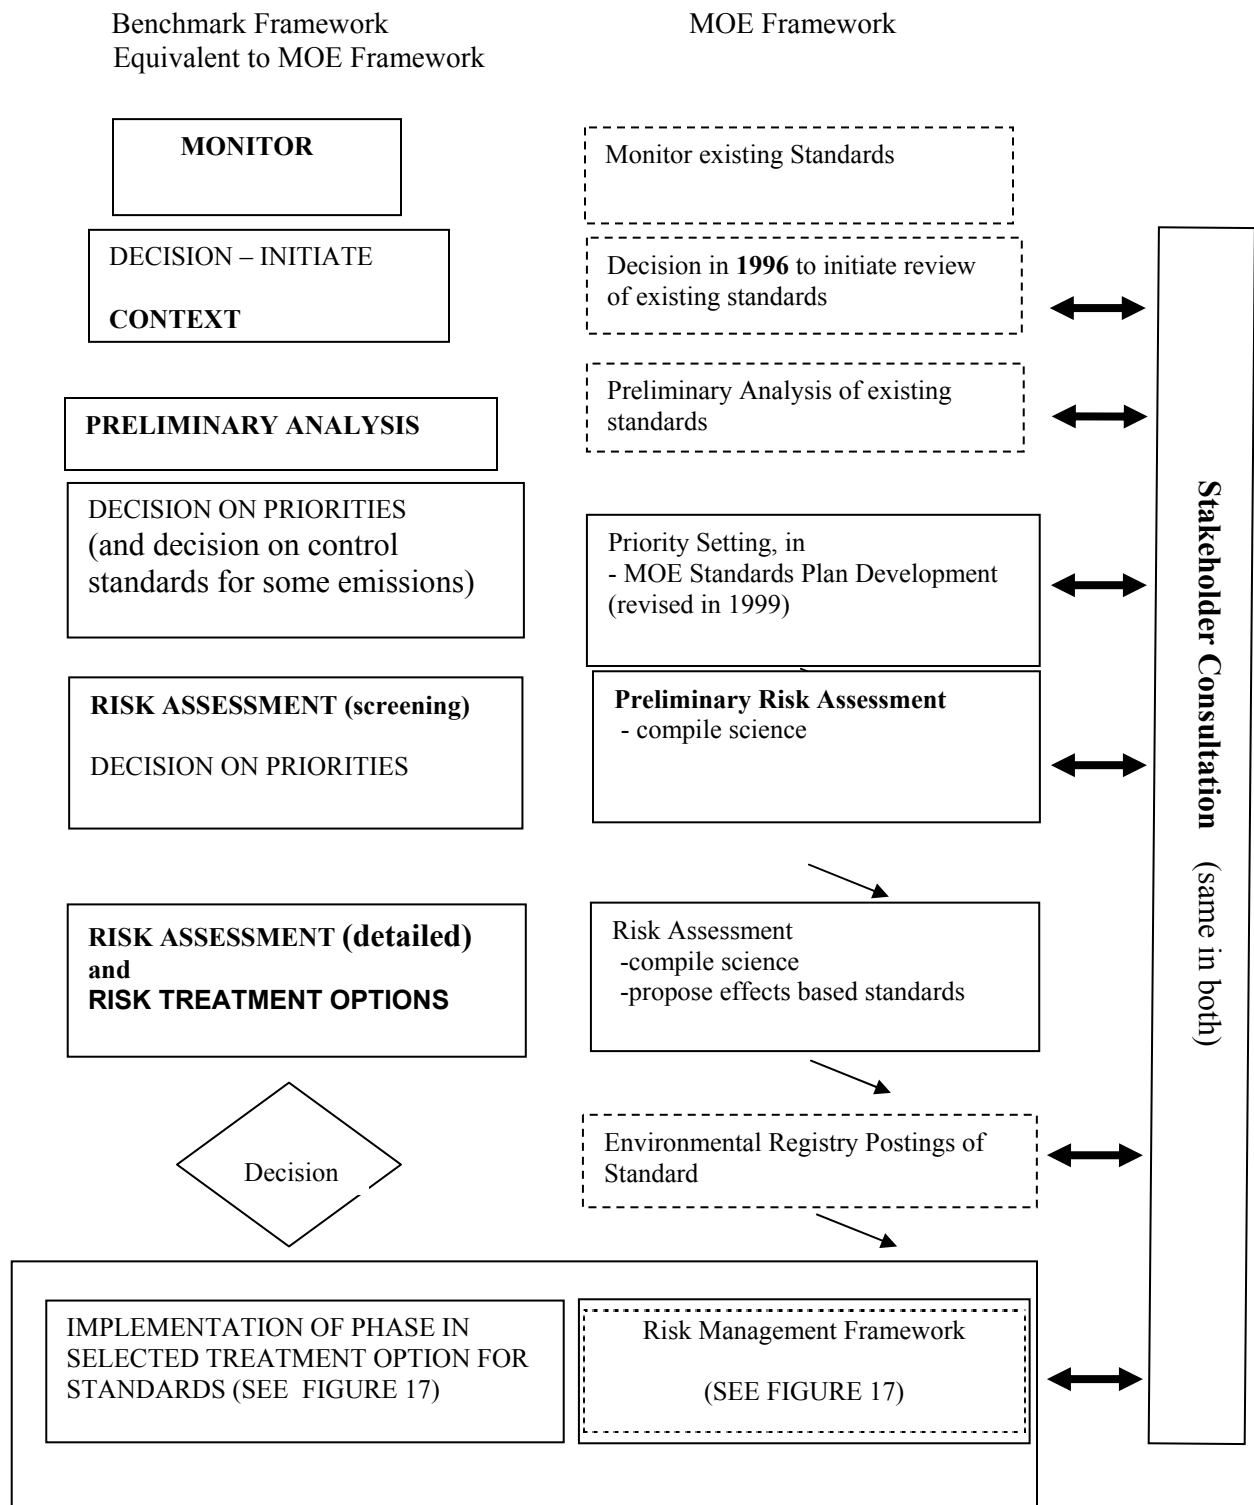 Benchmark Framework
Equivalent to MOE Framework
MOE Framework
MONITOR
Monitor existing Standards
DECISION – INITIATE
CONTEXT
Decision in 1996 to initiate review
of existing standards
PRELIMINARY ANALYSIS
Preliminary Analysis of existing
standards
DECISION ON PRIORITIES
(and decision on control
standards for some emissions)
Priority Setting, in
- MOE Standards Plan Development
(revised in 1999)
RISK ASSESSMENT (screening)
DECISION ON PRIORITIES
Preliminary Risk Assessment
- compile science
RISK ASSESSMENT (detailed)
and
RISK TREATMENT OPTIONS
Risk Assessment
-compile science
-propose effects based standards
Decision
Environmental Registry Postings of
Standard
IMPLEMENTATION OF PHASE IN
SELECTED TREATMENT OPTION FOR
STANDARDS (SEE FIGURE 17)
Risk Management Framework
(SEE FIGURE 17)
Stakeholder Consultation (same in both)